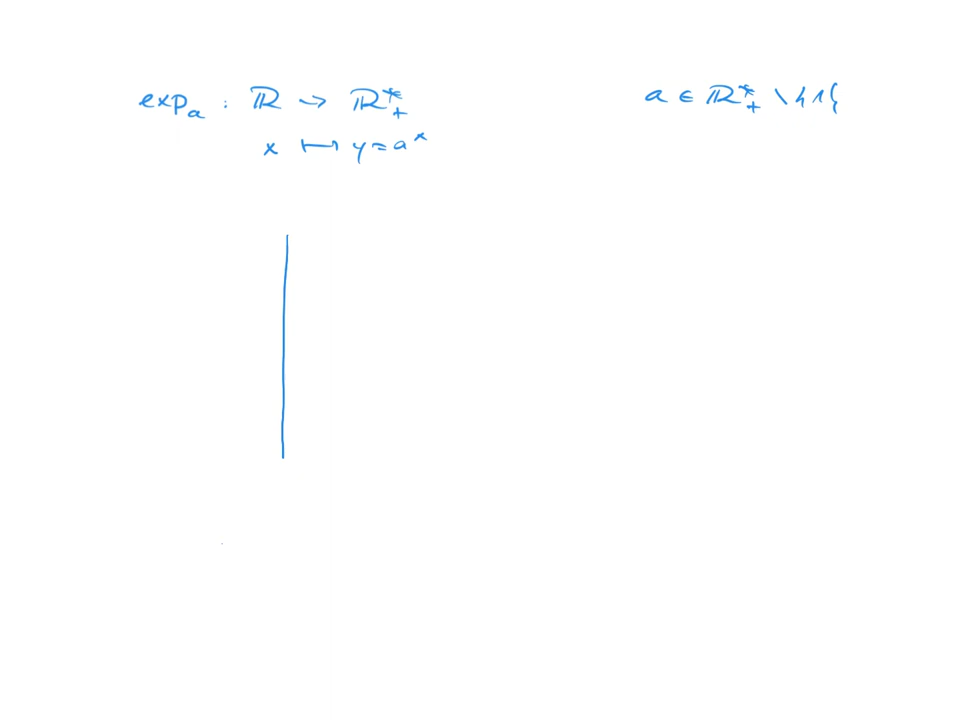 exp_a : ℝ → ℝ*₊ a ∈ ℝ*₊ \ {1}
x ↦ y = a^x